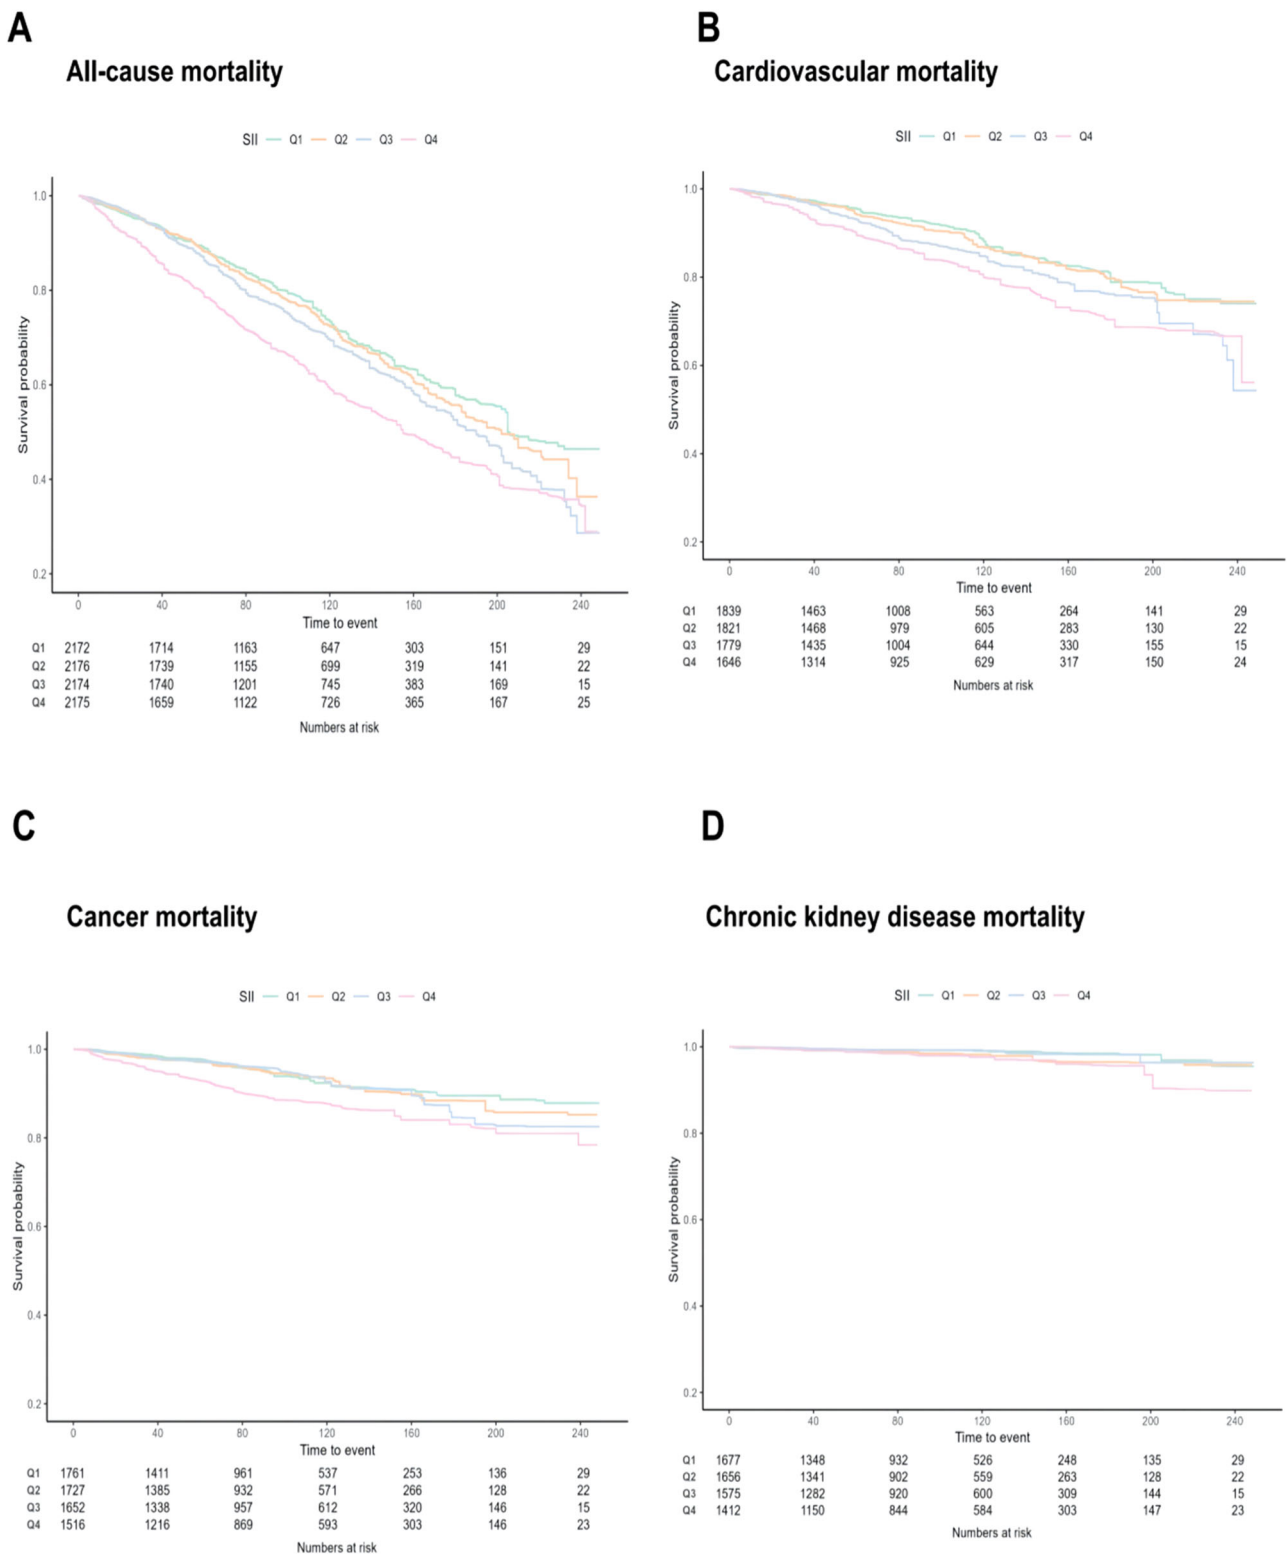 A
All-cause mortality
SII Q1 Q2 Q3 Q4
Survival probability
1.0
0.8
0.6
0.4
0.2
0 40 80 120 160 200 240
Time to event
Q1 2172 1714 1163 647 303 151 29
Q2 2176 1739 1155 699 319 141 22
Q3 2174 1740 1201 745 383 169 15
Q4 2175 1659 1122 726 365 167 25
Numbers at risk
B
Cardiovascular mortality
SII Q1 Q2 Q3 Q4
Survival probability
1.0
0.8
0.6
0.4
0.2
0 40 80 120 160 200 240
Time to event
Q1 1839 1463 1008 563 264 141 29
Q2 1821 1468 979 605 283 130 22
Q3 1779 1435 1004 644 330 155 15
Q4 1646 1314 925 629 317 150 24
Numbers at risk
C
Cancer mortality
SII Q1 Q2 Q3 Q4
Survival probability
1.0
0.8
0.6
0.4
0.2
0 40 80 120 160 200 240
Time to event
Q1 1761 1411 961 537 253 136 29
Q2 1727 1385 932 571 266 128 22
Q3 1652 1338 957 612 320 146 15
Q4 1516 1216 869 593 303 146 23
Numbers at risk
D
Chronic kidney disease mortality
SII Q1 Q2 Q3 Q4
Survival probability
1.0
0.8
0.6
0.4
0.2
0 40 80 120 160 200 240
Time to event
Q1 1677 1348 932 526 248 135 29
Q2 1656 1341 902 559 263 128 22
Q3 1575 1282 920 600 309 144 15
Q4 1412 1150 844 584 303 147 23
Numbers at risk